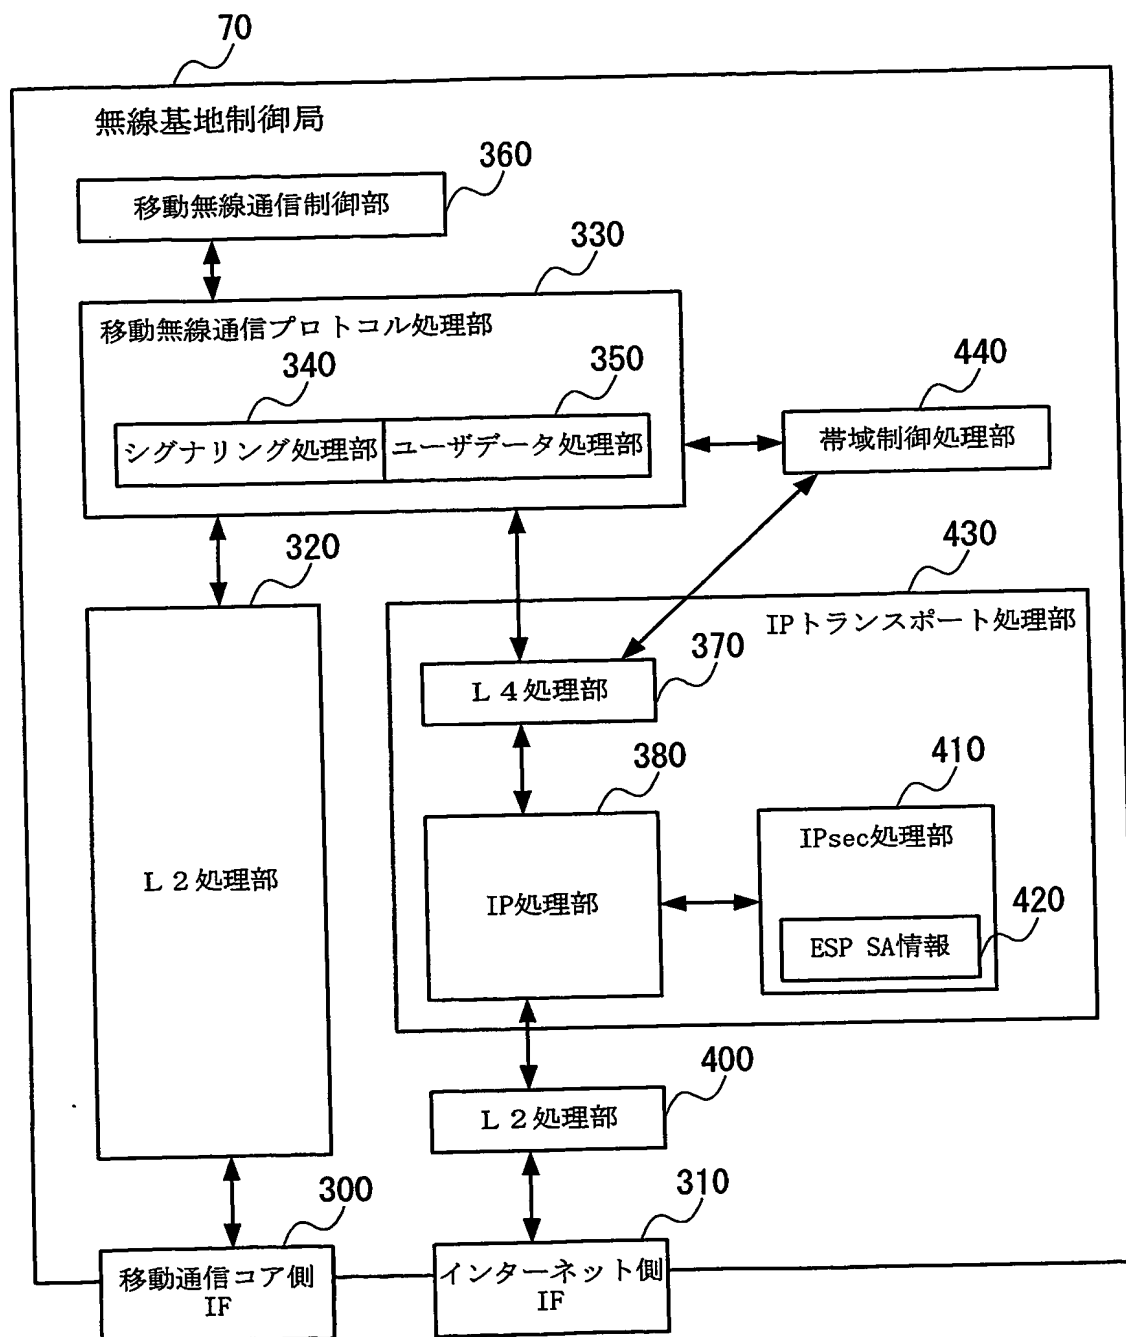 70
無線基地制御局
360
移動無線通信制御部
330
移動無線通信プロトコル処理部
340
350
シグナリング処理部
ユーザデータ処理部
440
帯域制御処理部
320
430
IPトランスポート処理部
370
L4処理部
380
410
IPsec処理部
L2処理部
IP処理部
420
ESP SA情報
400
L2処理部
300
310
移動通信コア側
IF
インターネット側
IF